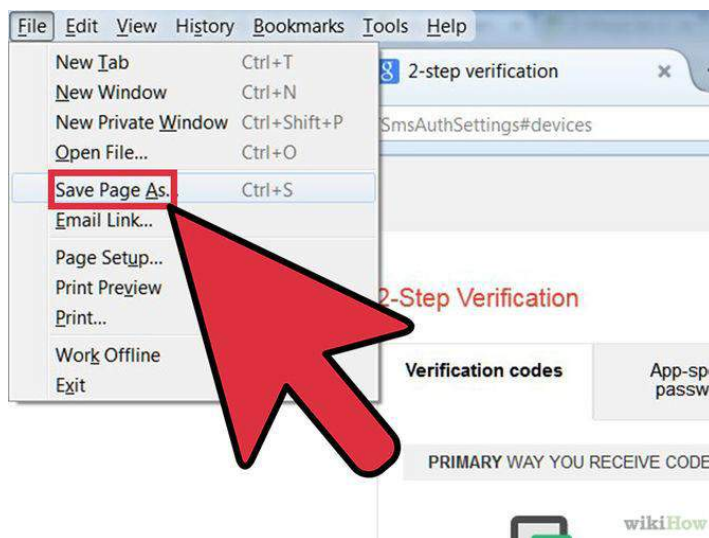 File Edit View History Bookmarks Tools Help
New Tab Ctrl+T
New Window Ctrl+N
New Private Window Ctrl+Shift+P
Open File... Ctrl+O
Save Page As.. Ctrl+S
Email Link...
Page Setup...
Print Preview
Print...
Work Offline
Exit
8 2-step verification ×
SmsAuthSettings#devices
2-Step Verification
Verification codes
App-sp
passw
PRIMARY WAY YOU RECEIVE CODE
wikiHow